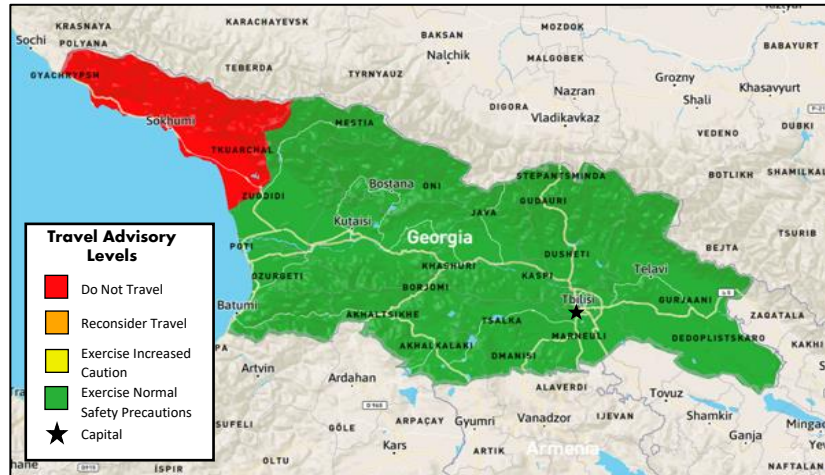 KRASNAYA
POLYANA
KARACHAYEVSK
BAKSAN
MOZDOK
Sochi
Nalchik
MALGOBEK
BABAYURT
GYACHRYPSH
TEBERDA
TYRNYAUZ
Grozny
Khasavyurt
Nazran
Shali
DIGORA
Vladikavkaz
DUBKI
Sokhumi
MESTIA
VEDENO
TKUARCHAL
BOTLIKH
SHAMILKAL
STEPANTSMINDA
Bostana
ONI
ZUGDIDI
GUDAURI
JAVA
TSURIB
Kutaisi
Georgia
BEJTA
POTI
DUSHETI
Telavi
KHASHURI
KASPI
OZURGETI
BORJOMI
Tbilisi
GURJAANI
Batumi
AKHALTSIKHE
TSALKA
ZAQATALA
MARNEULI
DEDOPLISTSKARO
AKHALKALAKI
DMANISI
KAKHI
Artvin
Ardahan
ALAVERDI
Tovuz
Shamkir
D 965
IJEVAN
Vanadzor
Gyumri
ARPAÇAY
GÖLE
Ganja
Kars
ARTIK
Armenia
OLTU
İSPIR
NAFTALAN
Travel Advisory
Levels
Do Not Travel
Reconsider Travel
Exercise Increased
Caution
Exercise Normal
Safety Precautions
Capital